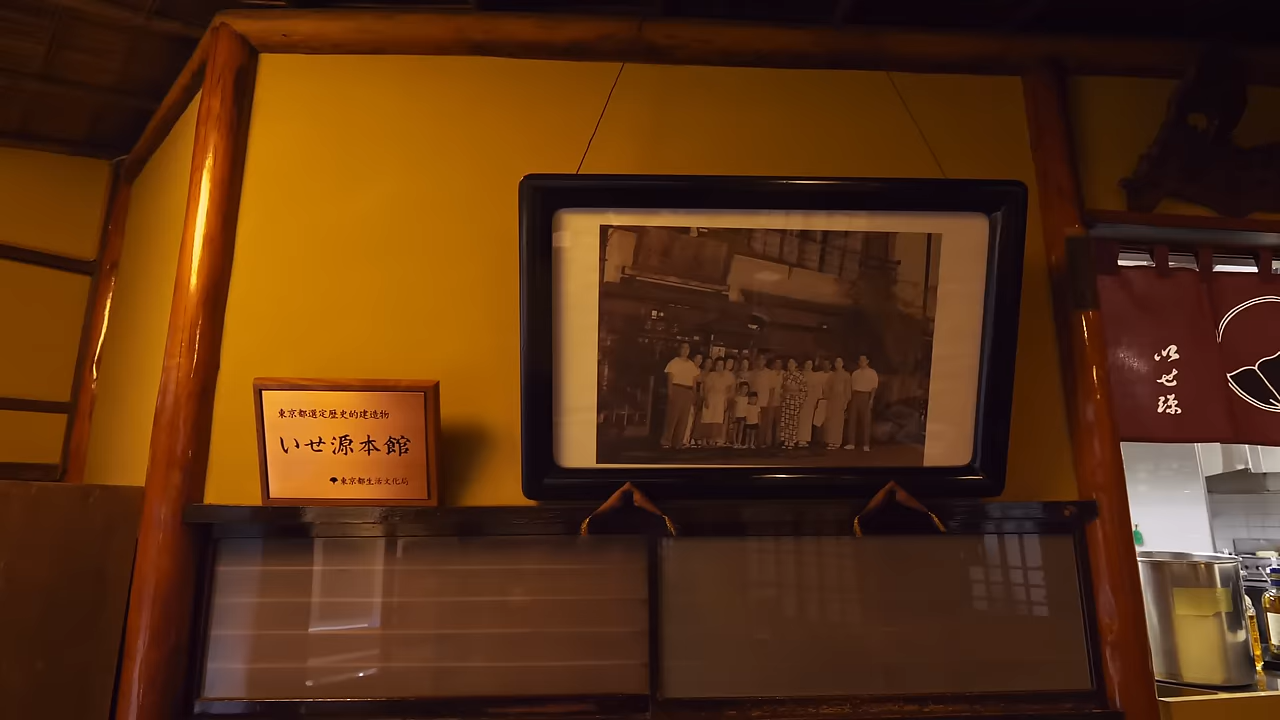 東京都選定歴史的建造物
いせ源本館
東京都生活文化局
以
せ
源